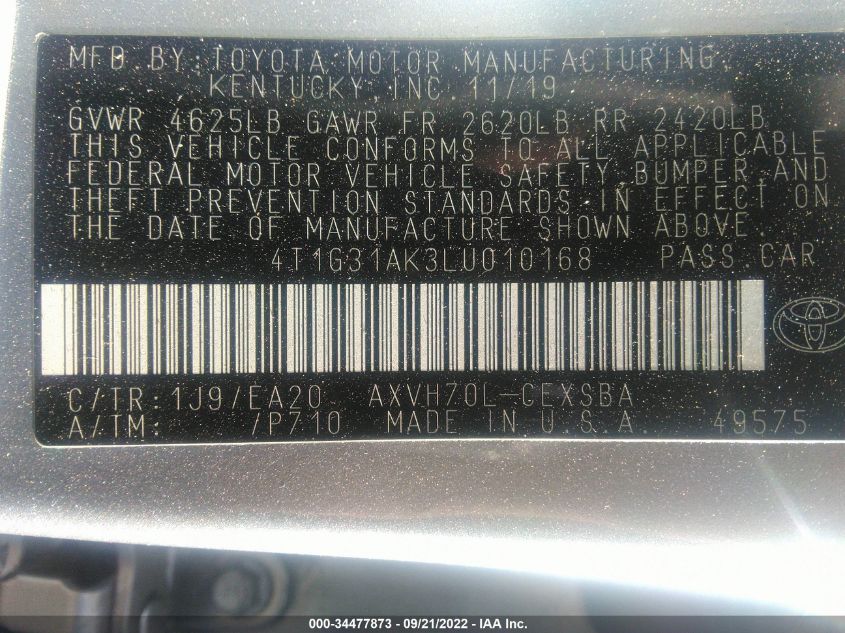 MFD. BY: TOYOTA MOTOR MANUFACTURING,
KENTUCKY, INC. 11/19
GVWR 4625LB GAWR FR 2620LB RR 2420LB
THIS VEHICLE CONFORMS TO ALL APPLICABLE
FEDERAL MOTOR VEHICLE SAFETY, BUMPER, AND
THEFT PREVENTION STANDARDS IN EFFECT ON
THE DATE OF MANUFACTURE SHOWN ABOVE.
4T1G31AK3LU010168 PASS.CAR
C/TR: 1J9/EA20 AXVH70L-CEXSBA
A/TM: /P710 MADE IN U.S.A. 49575
000-34477873 - 09/21/2022 - IAA Inc.